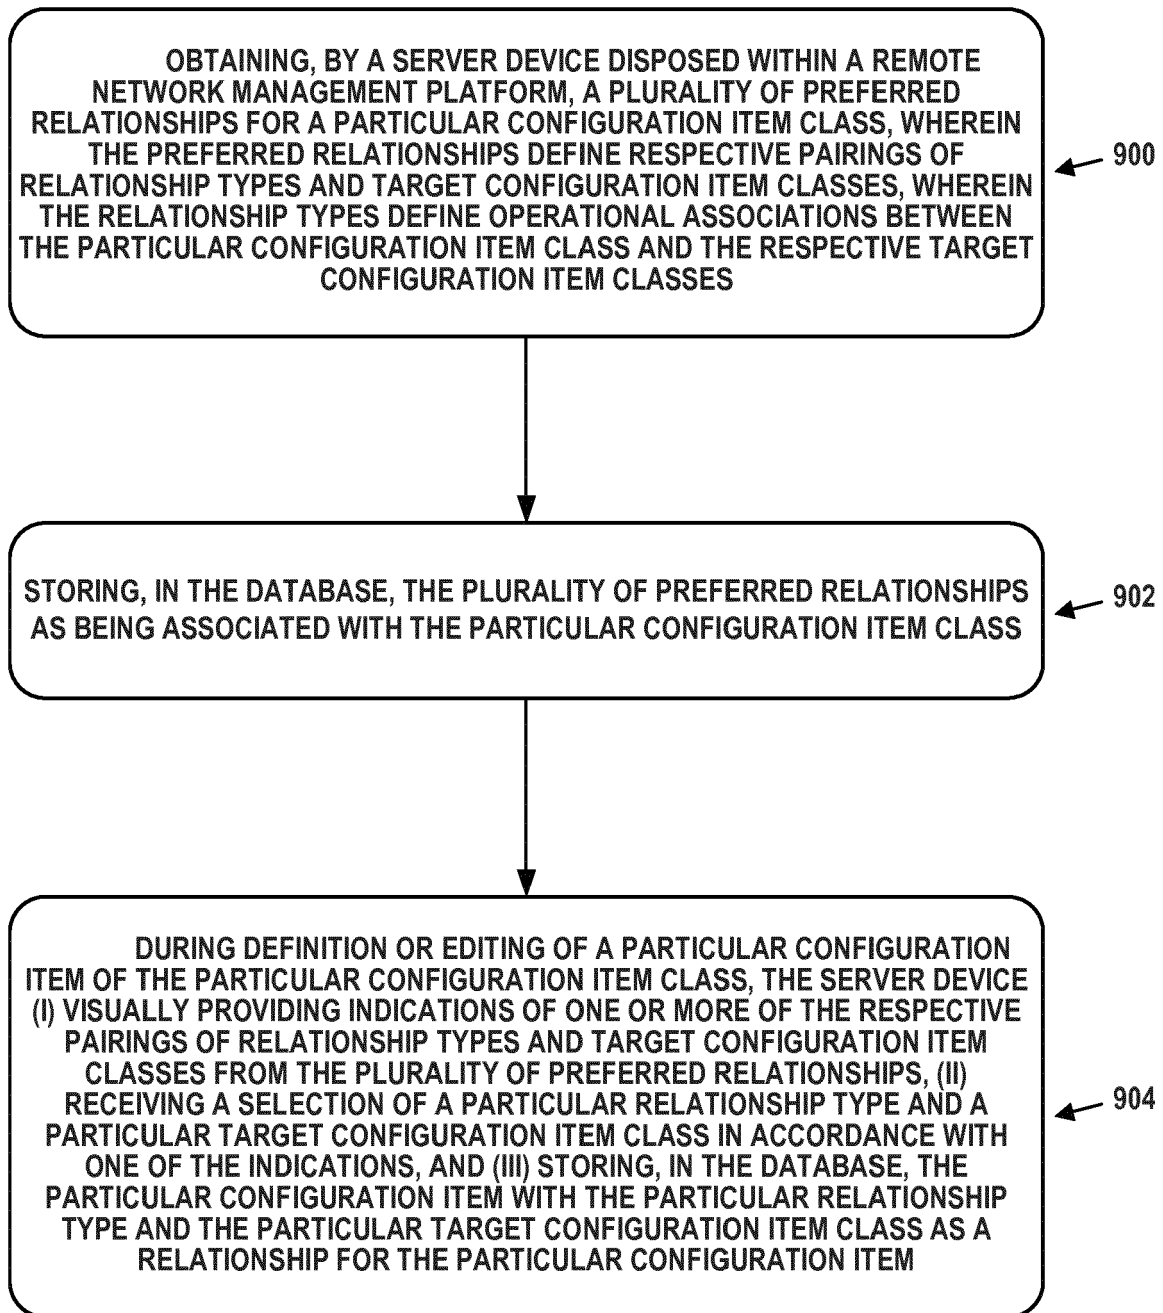 OBTAINING, BY A SERVER DEVICE DISPOSED WITHIN A REMOTE
NETWORK MANAGEMENT PLATFORM, A PLURALITY OF PREFERRED
RELATIONSHIPS FOR A PARTICULAR CONFIGURATION ITEM CLASS, WHEREIN
THE PREFERRED RELATIONSHIPS DEFINE RESPECTIVE PAIRINGS OF
RELATIONSHIP TYPES AND TARGET CONFIGURATION ITEM CLASSES, WHEREIN
THE RELATIONSHIP TYPES DEFINE OPERATIONAL ASSOCIATIONS BETWEEN
THE PARTICULAR CONFIGURATION ITEM CLASS AND THE RESPECTIVE TARGET
CONFIGURATION ITEM CLASSES
900
STORING, IN THE DATABASE, THE PLURALITY OF PREFERRED RELATIONSHIPS
AS BEING ASSOCIATED WITH THE PARTICULAR CONFIGURATION ITEM CLASS
902
DURING DEFINITION OR EDITING OF A PARTICULAR CONFIGURATION
ITEM OF THE PARTICULAR CONFIGURATION ITEM CLASS, THE SERVER DEVICE
(I) VISUALLY PROVIDING INDICATIONS OF ONE OR MORE OF THE RESPECTIVE
PAIRINGS OF RELATIONSHIP TYPES AND TARGET CONFIGURATION ITEM
CLASSES FROM THE PLURALITY OF PREFERRED RELATIONSHIPS, (II)
RECEIVING A SELECTION OF A PARTICULAR RELATIONSHIP TYPE AND A
PARTICULAR TARGET CONFIGURATION ITEM CLASS IN ACCORDANCE WITH
ONE OF THE INDICATIONS, AND (III) STORING, IN THE DATABASE, THE
PARTICULAR CONFIGURATION ITEM WITH THE PARTICULAR RELATIONSHIP
TYPE AND THE PARTICULAR TARGET CONFIGURATION ITEM CLASS AS A
RELATIONSHIP FOR THE PARTICULAR CONFIGURATION ITEM
904